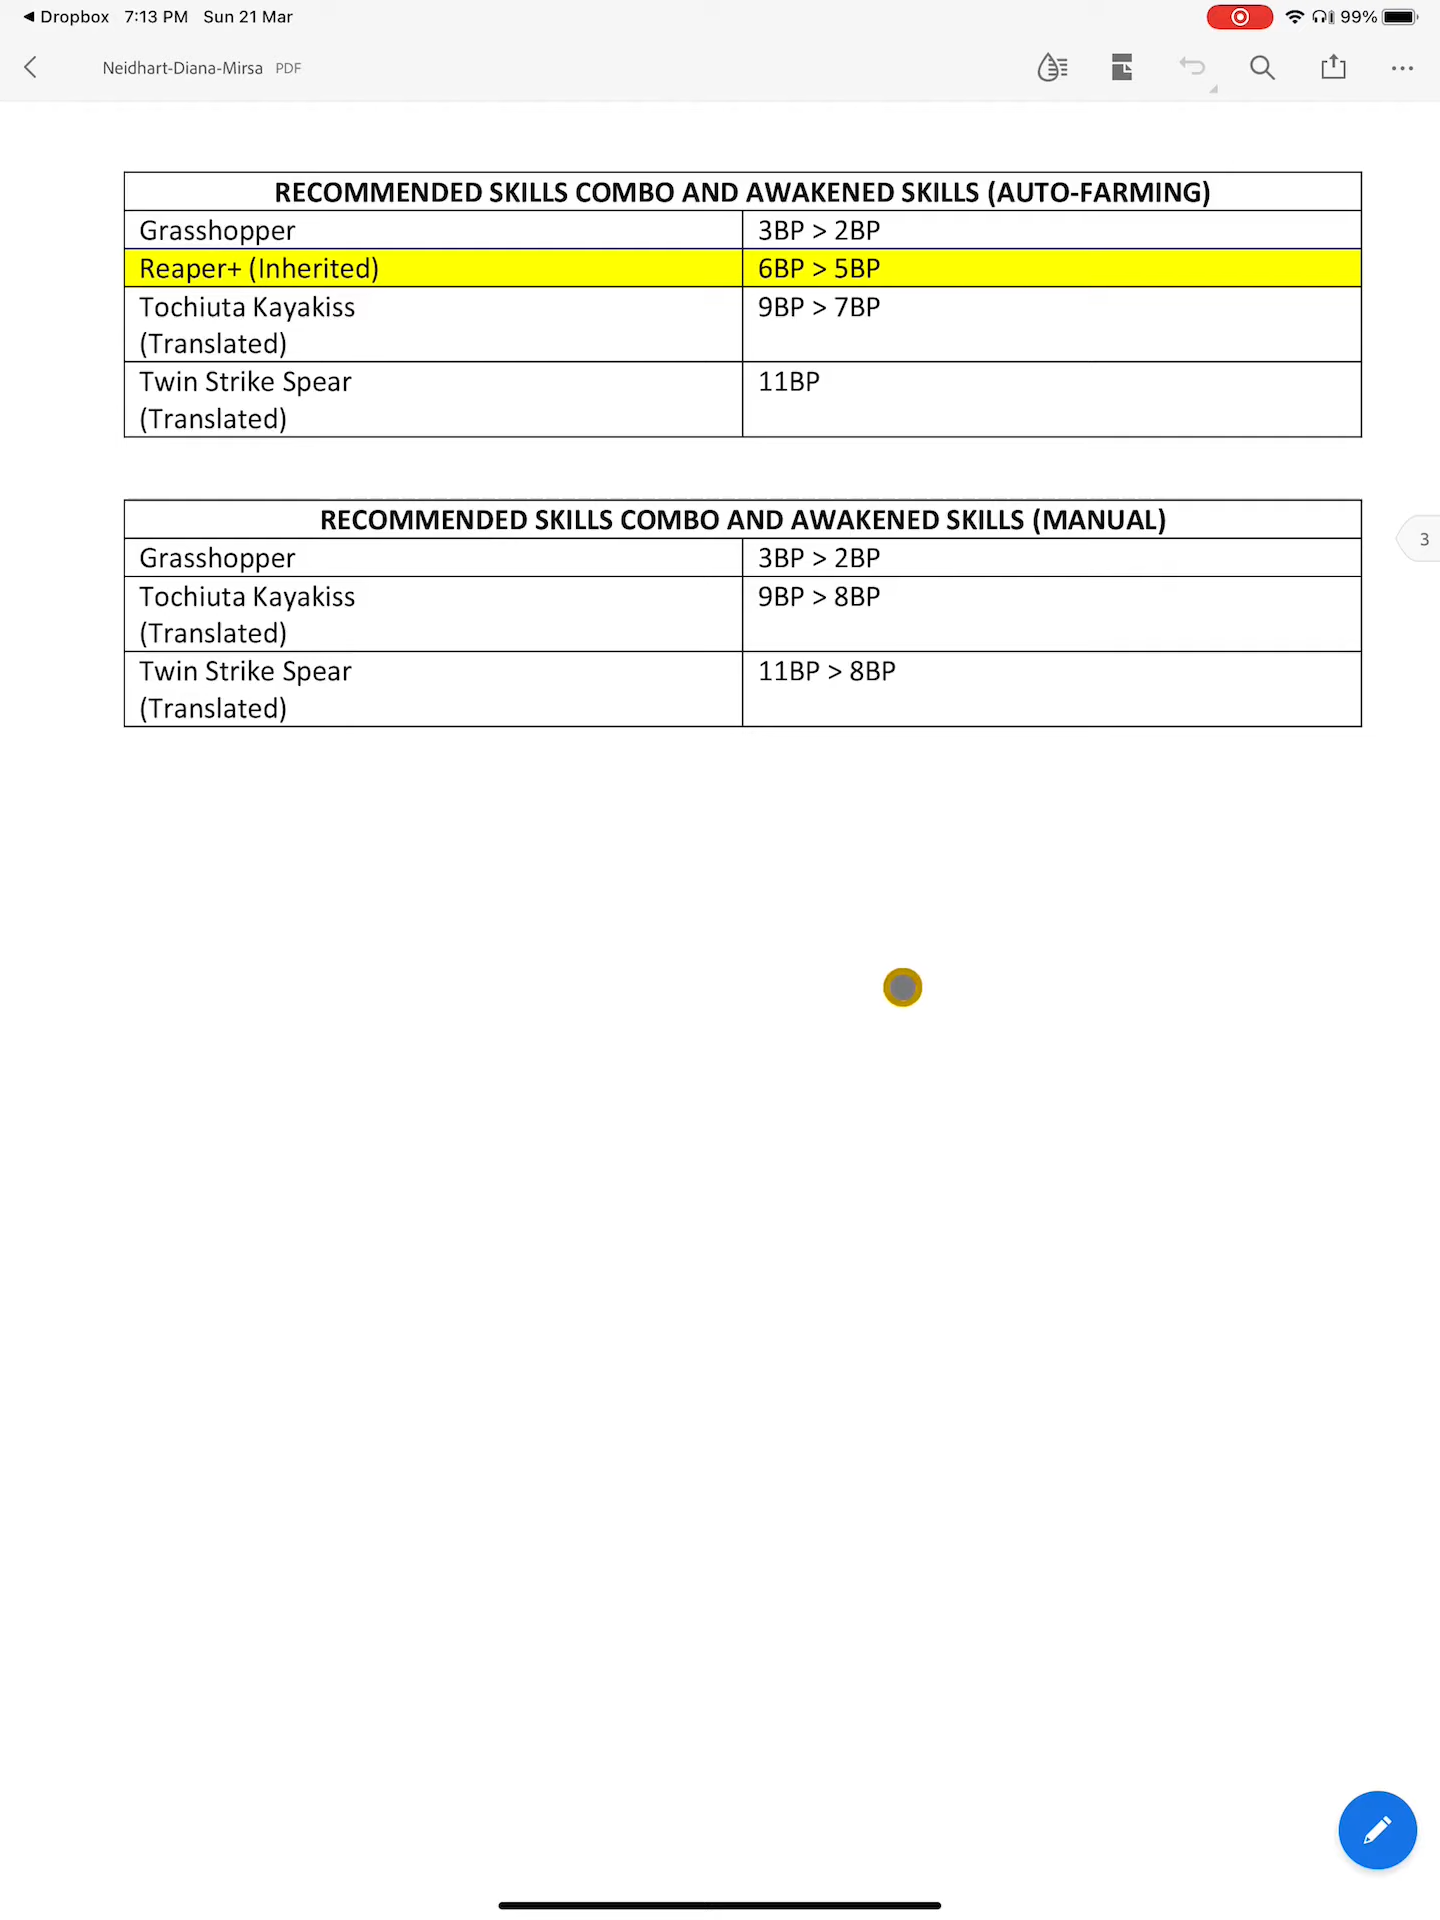 ◀ Dropbox 7:13 PM Sun 21 Mar 99%
Neidhart-Diana-Mirsa PDF
RECOMMENDED SKILLS COMBO AND AWAKENED SKILLS (AUTO-FARMING)
Grasshopper 3BP > 2BP
Reaper+ (Inherited) 6BP > 5BP
Tochiuta Kayakiss 9BP > 7BP
(Translated)
Twin Strike Spear 11BP
(Translated)
RECOMMENDED SKILLS COMBO AND AWAKENED SKILLS (MANUAL)
3
Grasshopper 3BP > 2BP
Tochiuta Kayakiss 9BP > 8BP
(Translated)
Twin Strike Spear 11BP > 8BP
(Translated)